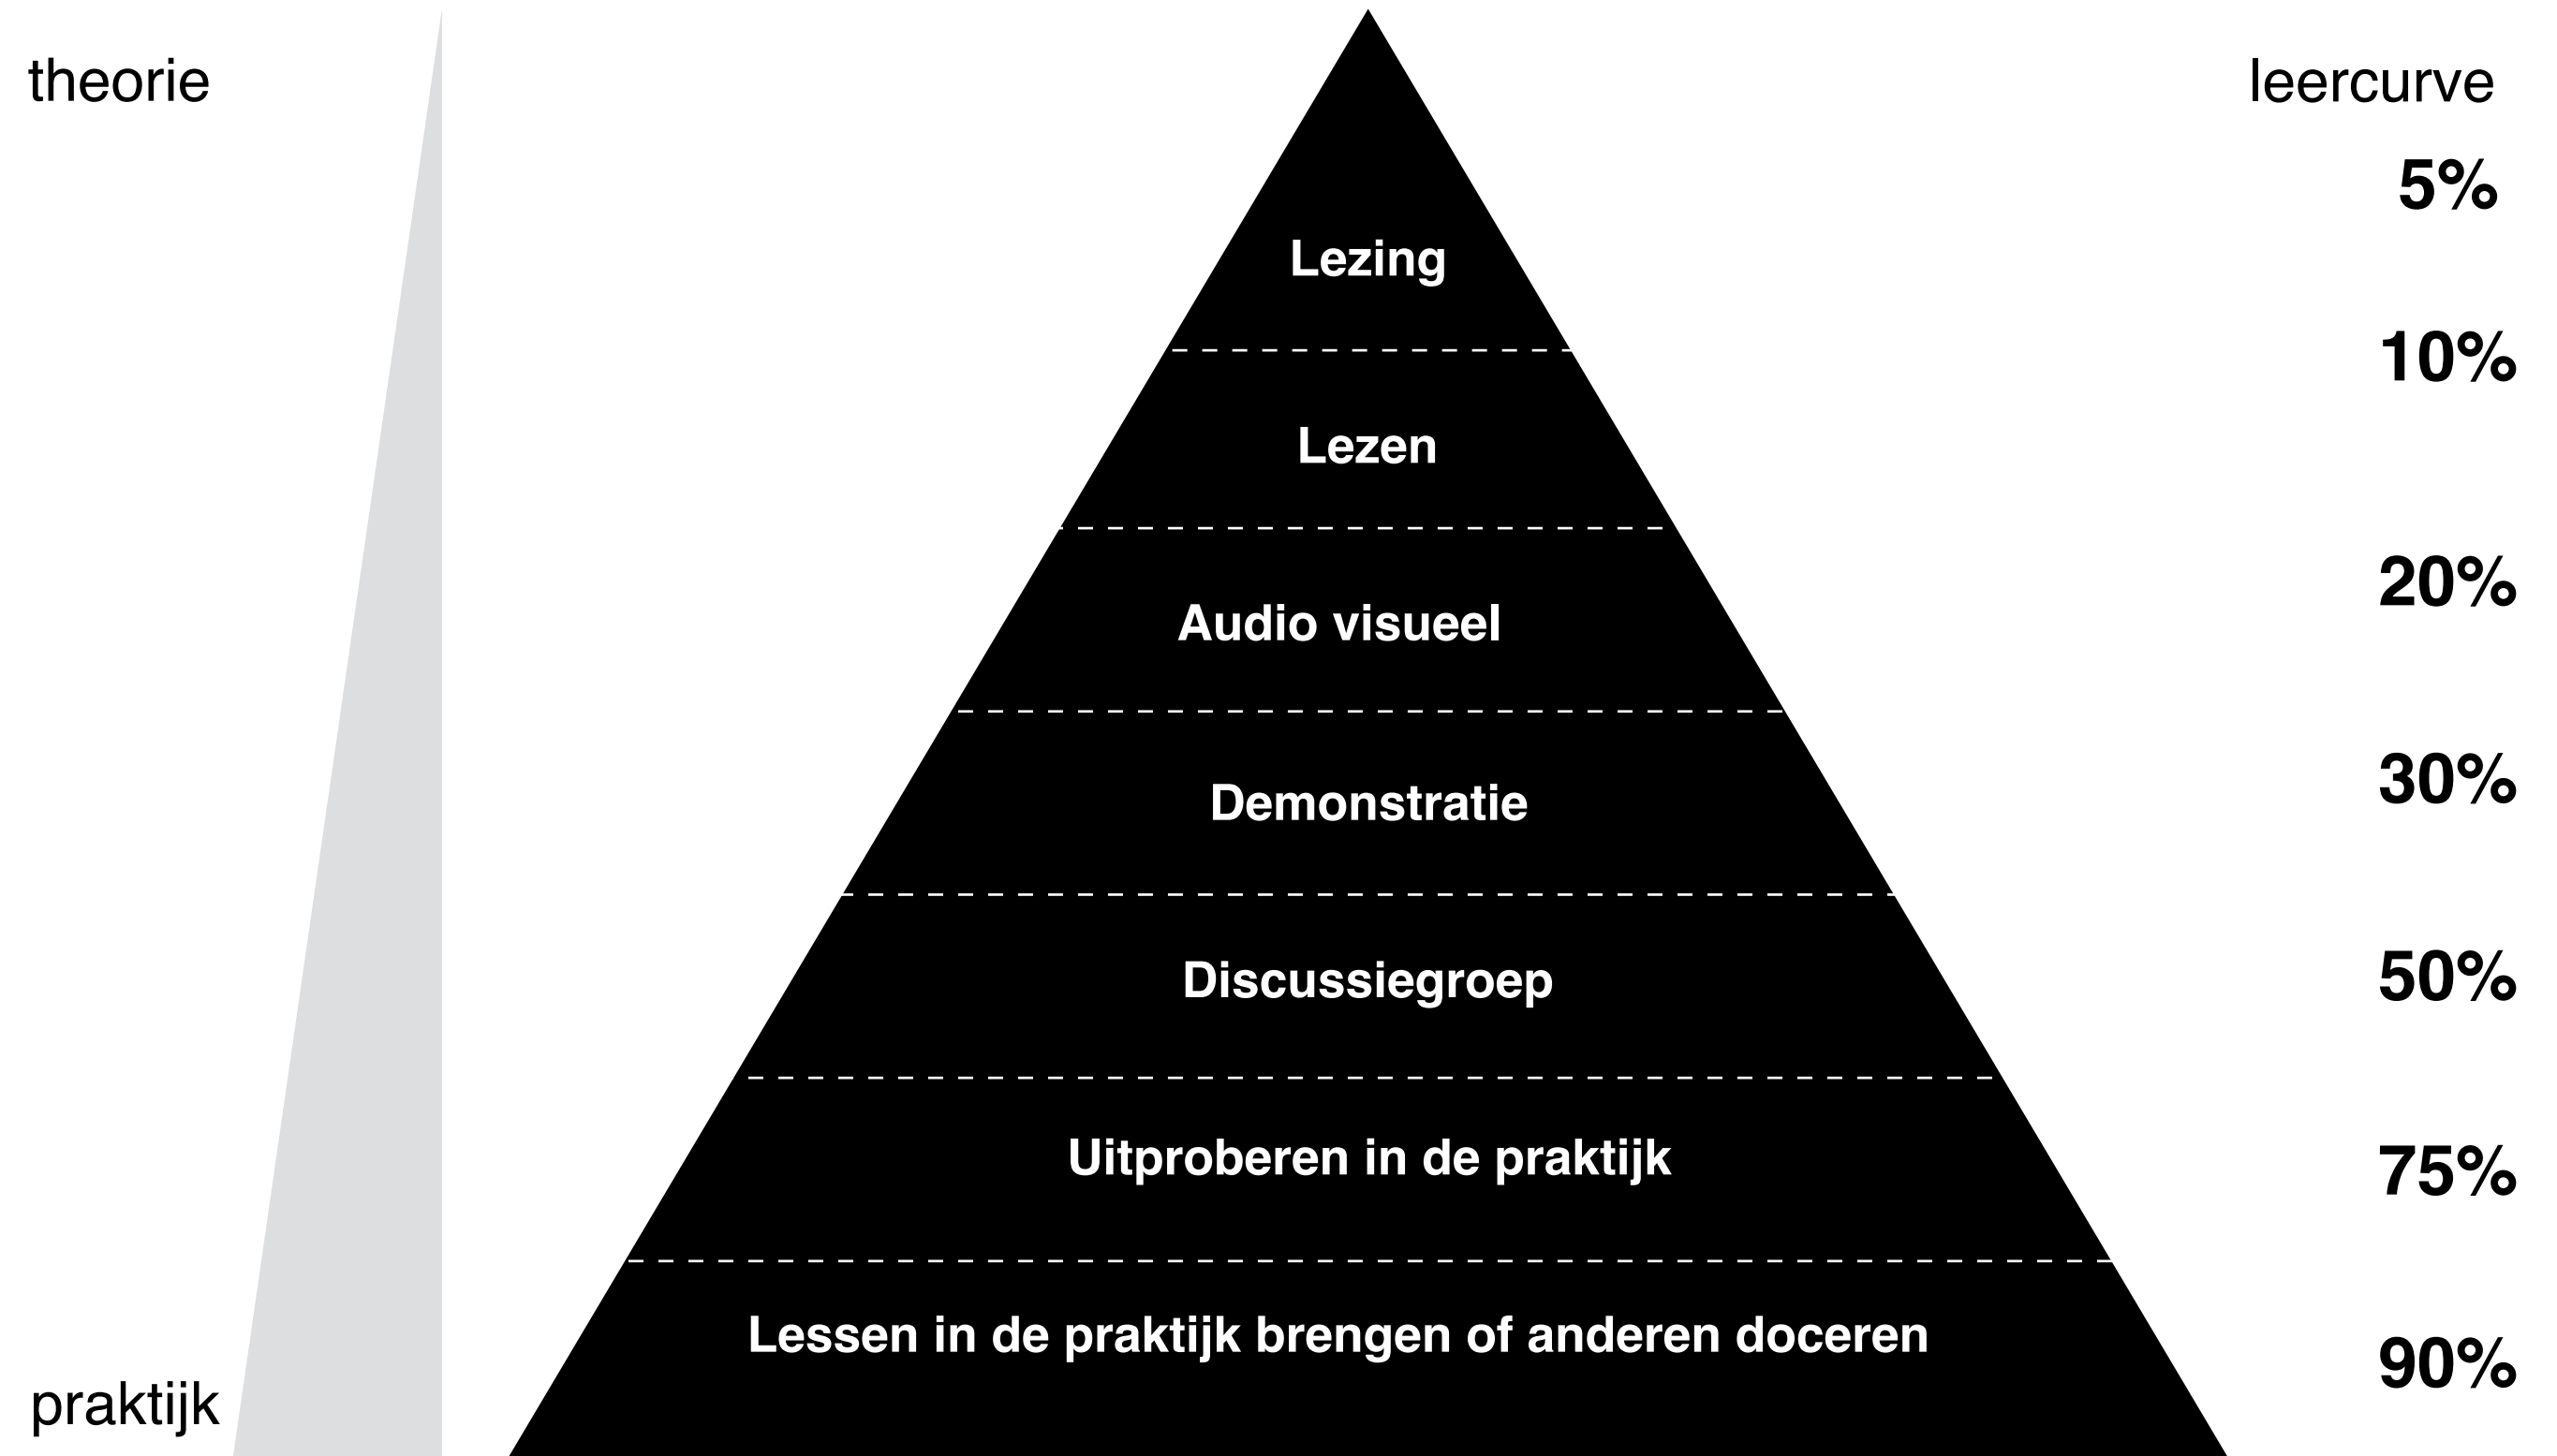 theorie
leercurve
5%
Lezing
10%
Lezen
20%
Audio visueel
30%
Demonstratie
50%
Discussiegroep
75%
Uitproberen in de praktijk
90%
Lessen in de praktijk brengen of anderen doceren
praktijk